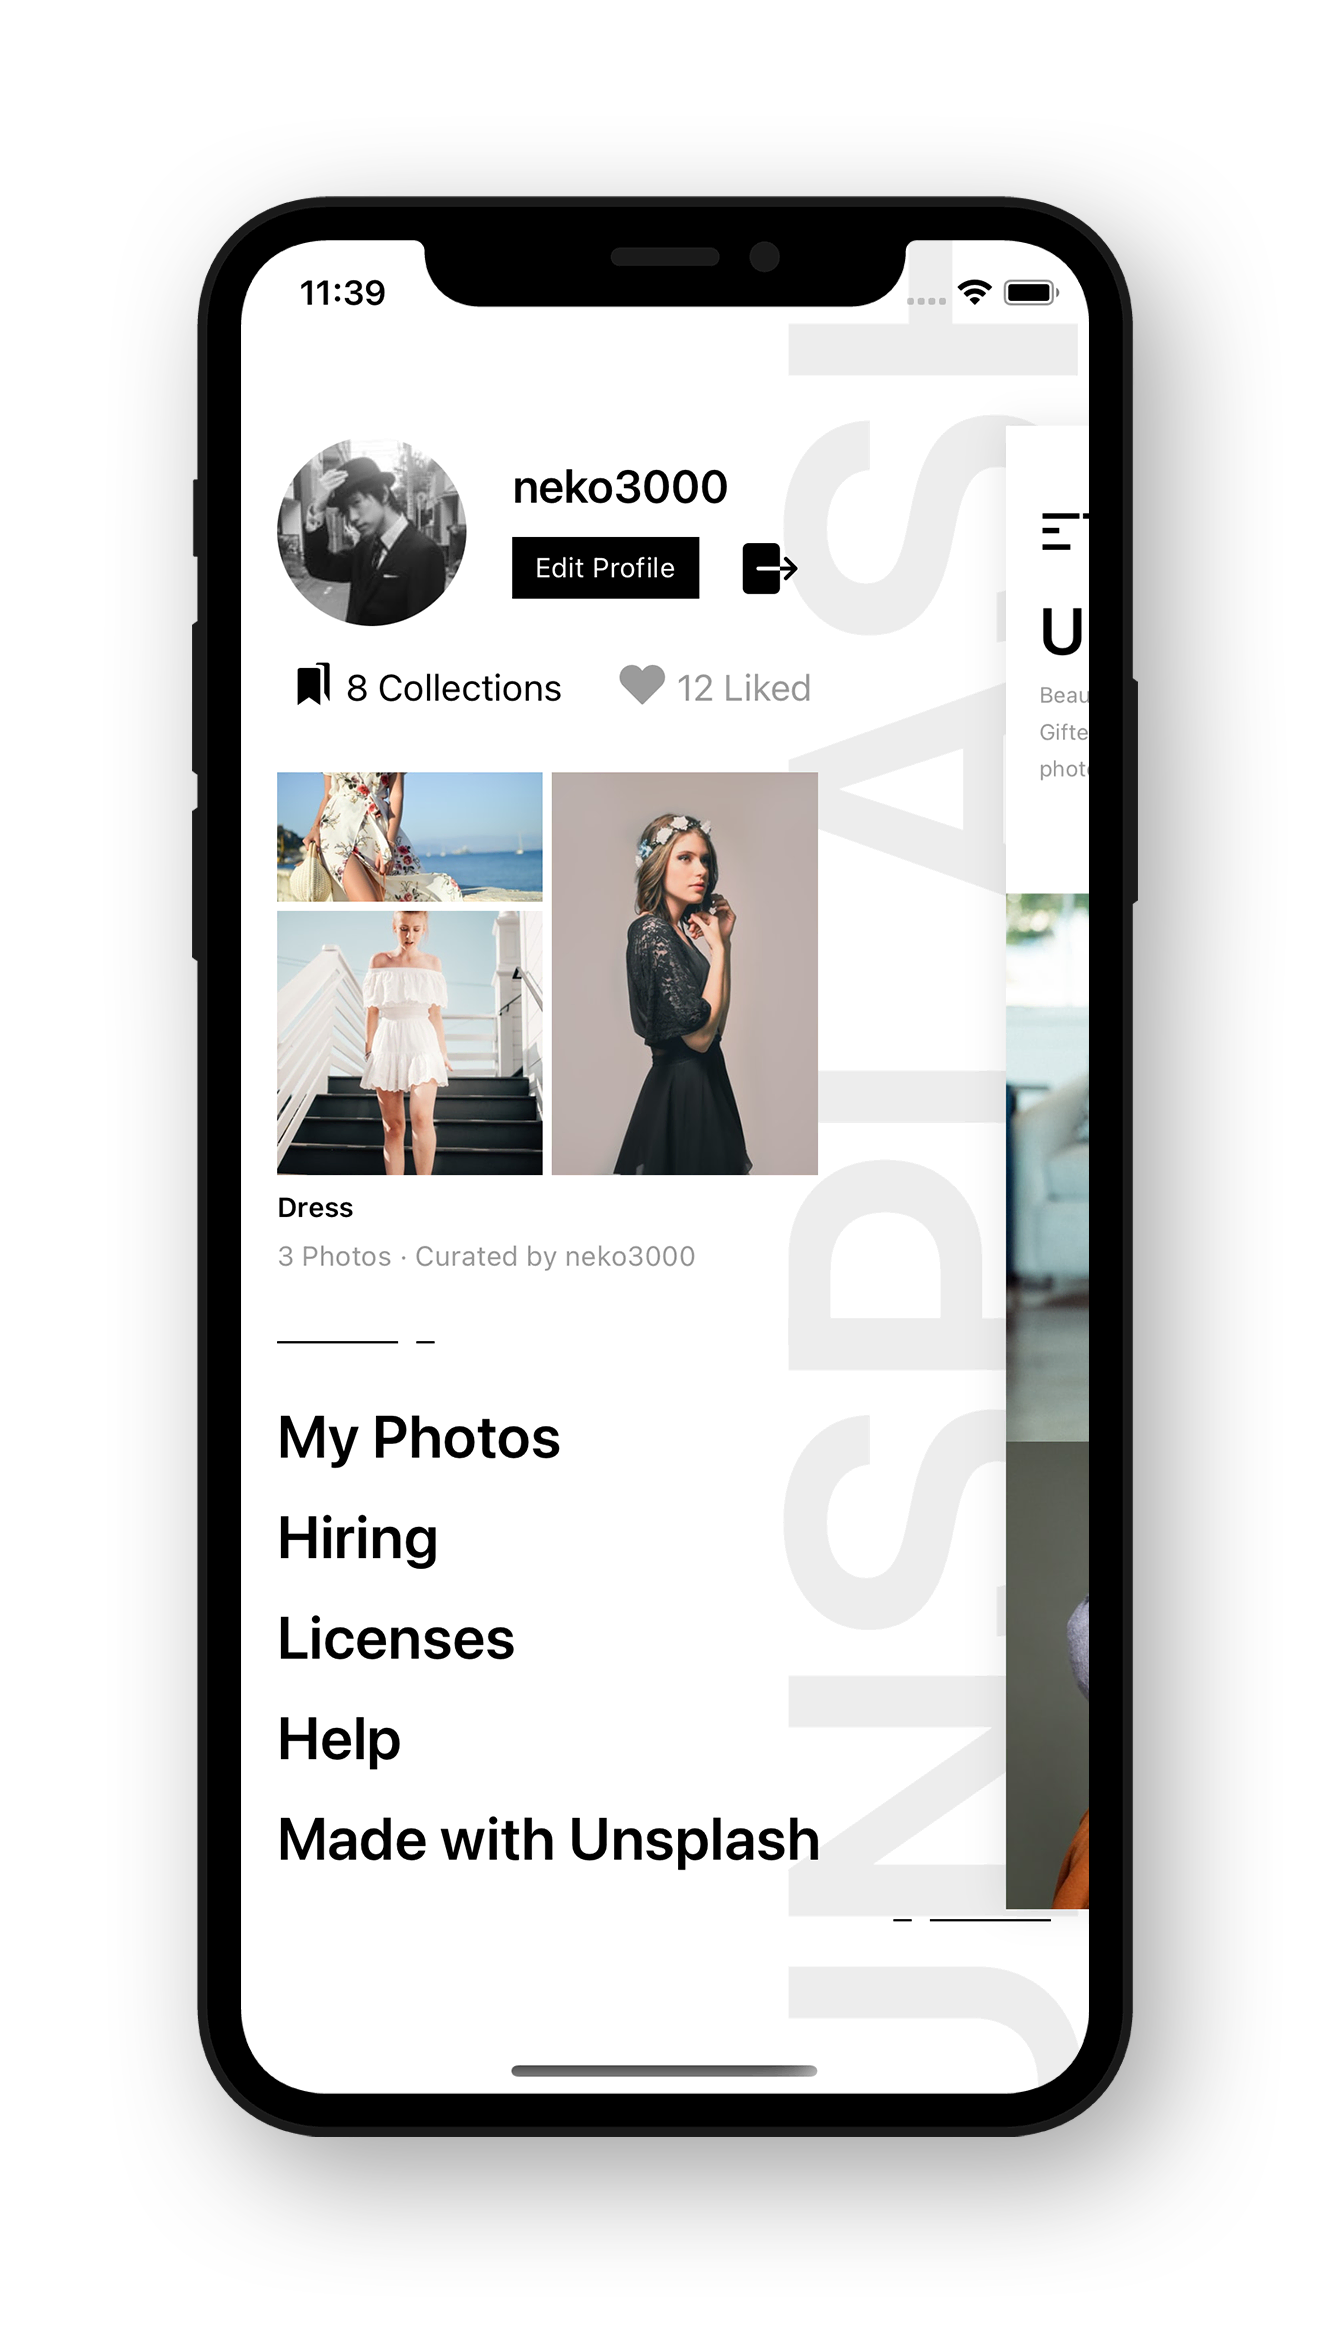 11:39
neko3000
Edit Profile
8 Collections
12 Liked
Dress
3 Photos · Curated by neko3000
My Photos
Hiring
Licenses
Help
Made with Unsplash
UNSPLASH
U
Beau
Gifte
phot